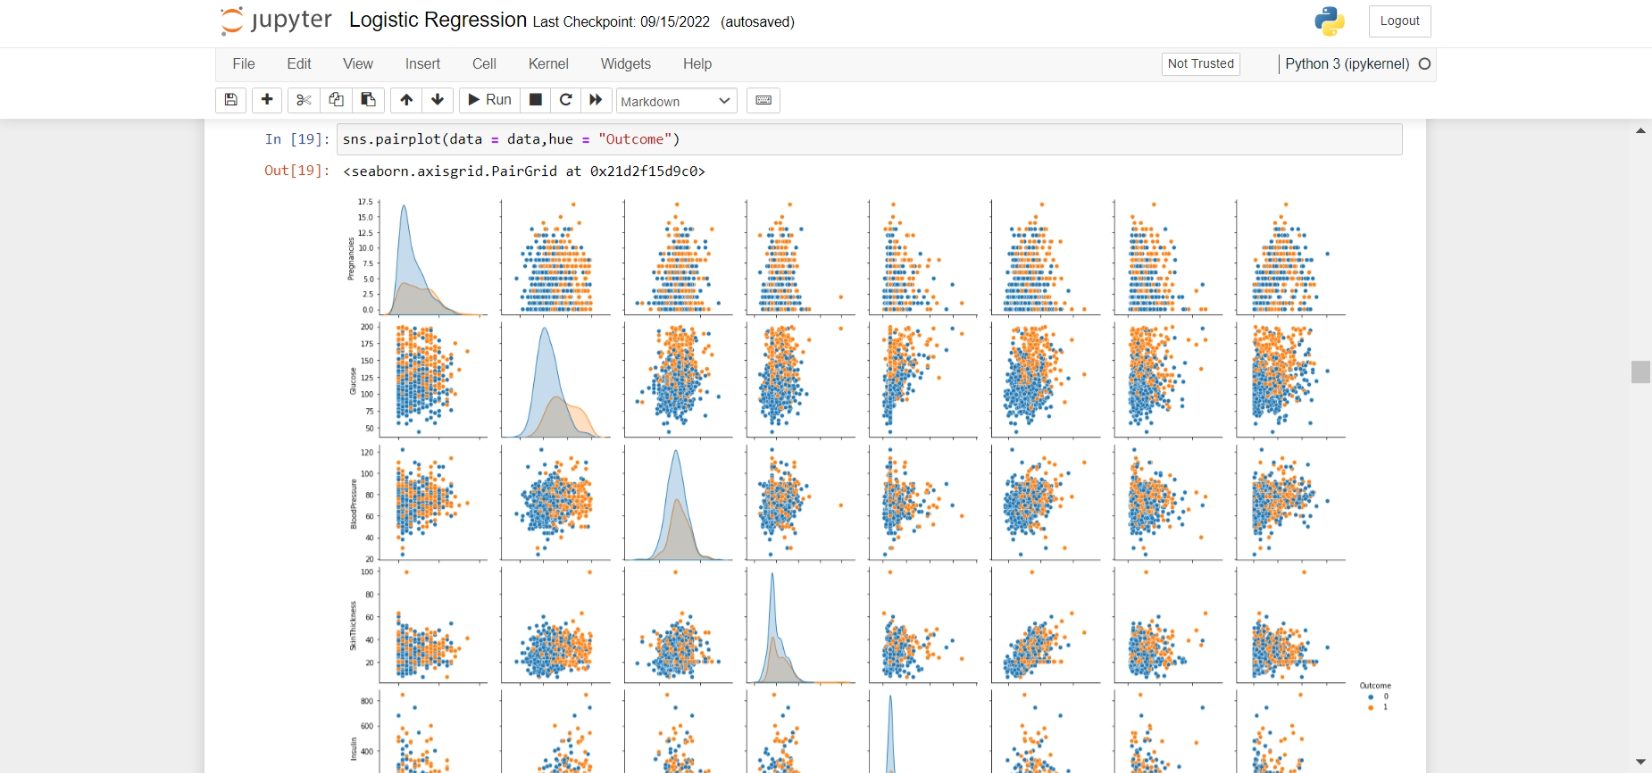 jupyter Logistic Regression Last Checkpoint: 09/15/2022 (autosaved)
Logout
File Edit View Insert Cell Kernel Widgets Help
Not Trusted
Python 3 (ipykernel)
Run
Markdown
In [19]: sns.pairplot(data = data,hue = "Outcome")
Out[19]: <seaborn.axisgrid.PairGrid at 0x21d2f15d9c0>
17.5
15.0
12.5
10.0
7.5
5.0
2.5
0.0
Pregnancies
200
175
150
125
100
75
50
Glucose
120
100
80
60
40
20
BloodPressure
100
80
60
40
20
SkinThickness
800
600
400
Insulin
Outcome
0
1